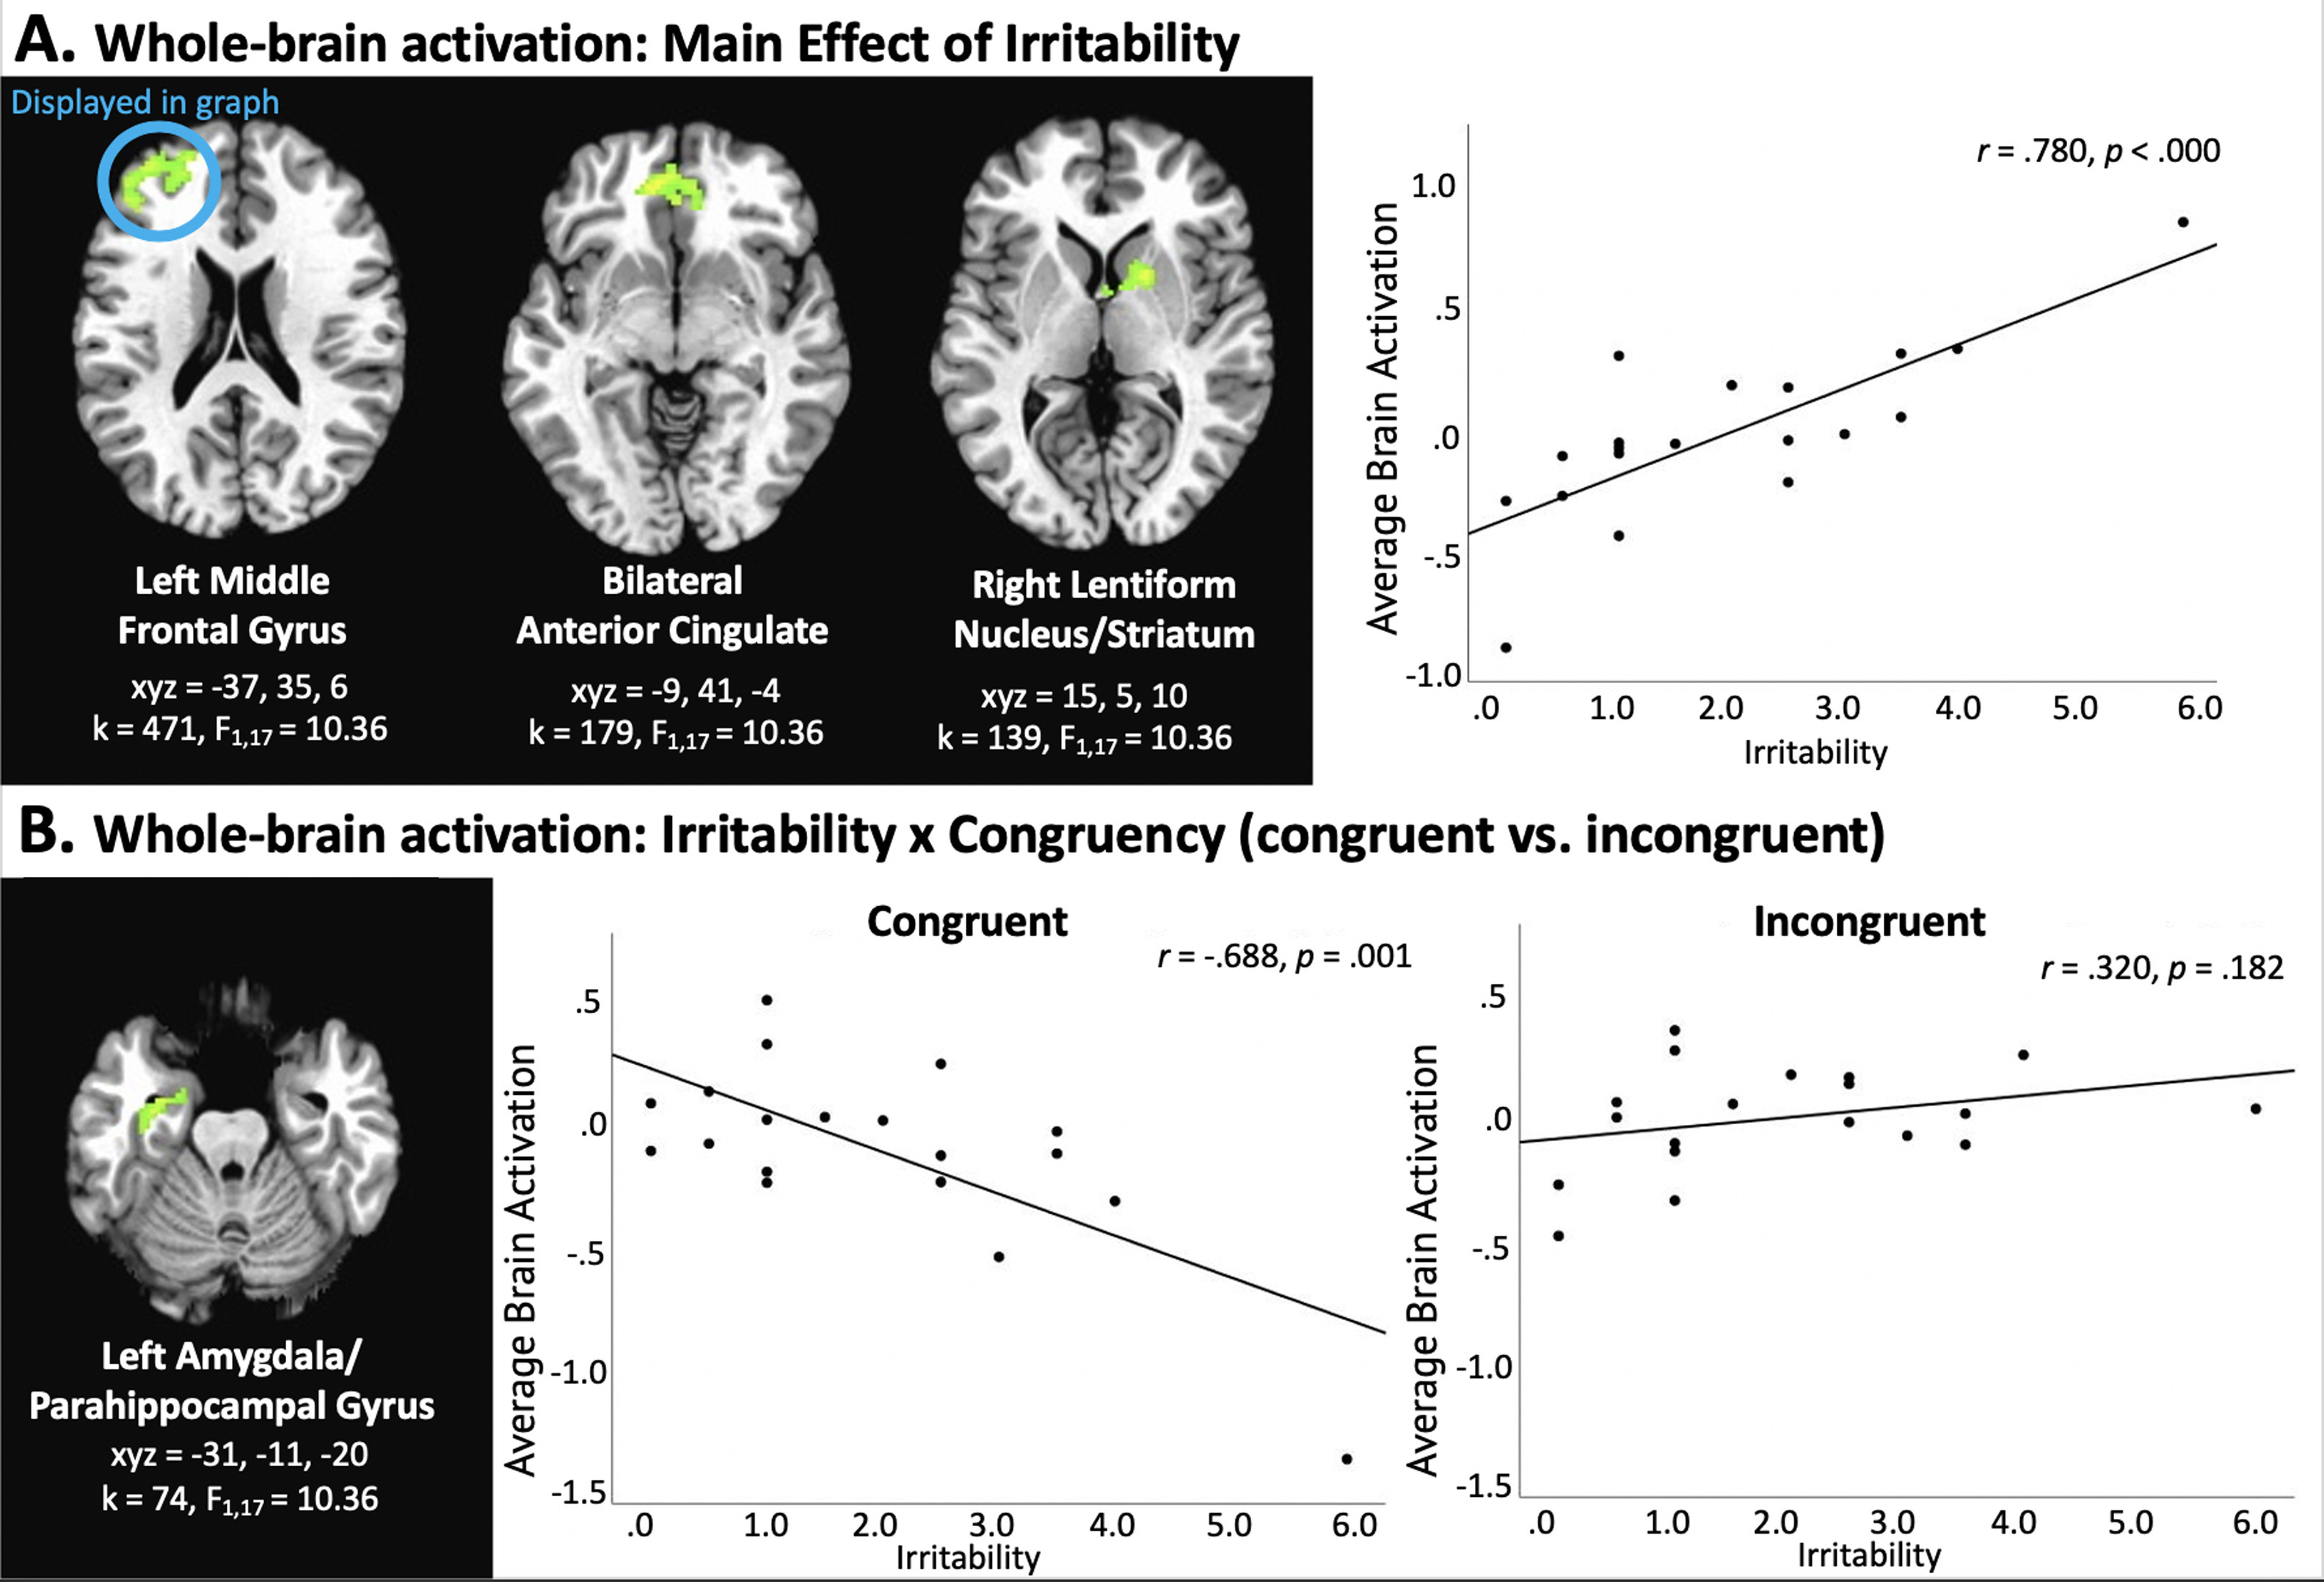 A. Whole-brain activation: Main Effect of Irritability
Displayed in graph
Left Middle
Frontal Gyrus
xyz = -37, 35, 6
k = 471, F1,17 = 10.36
Bilateral
Anterior Cingulate
xyz = -9, 41, -4
k = 179, F1,17 = 10.36
Right Lentiform
Nucleus/Striatum
xyz = 15, 5, 10
k = 139, F1,17 = 10.36
r = .780, p < .000
Average Brain Activation
1.0
.5
.0
-.5
-1.0
.0 1.0 2.0 3.0 4.0 5.0 6.0
Irritability
B. Whole-brain activation: Irritability x Congruency (congruent vs. incongruent)
Left Amygdala/
Parahippocampal Gyrus
xyz = -31, -11, -20
k = 74, F1,17 = 10.36
Congruent
r = -.688, p = .001
Average Brain Activation
.5
.0
-.5
-1.0
-1.5
.0 1.0 2.0 3.0 4.0 5.0 6.0
Irritability
Incongruent
r = .320, p = .182
Average Brain Activation
.5
.0
-.5
-1.0
-1.5
.0 1.0 2.0 3.0 4.0 5.0 6.0
Irritability